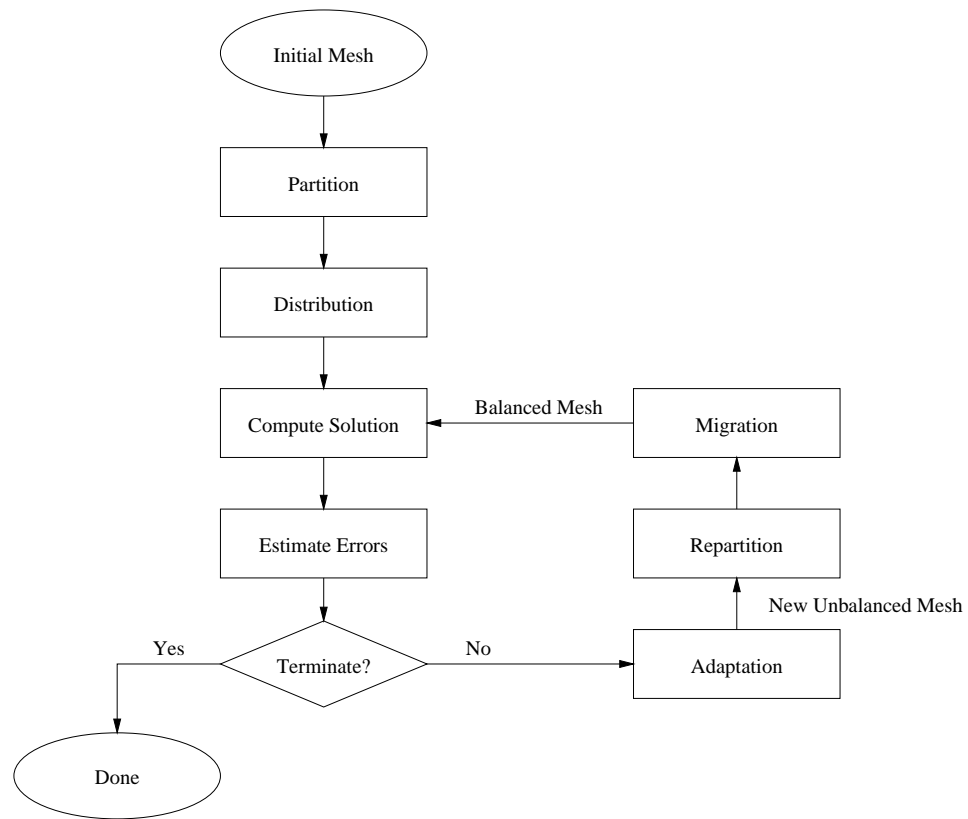 Initial Mesh
Partition
Distribution
Compute Solution
Balanced Mesh
Migration
Estimate Errors
Repartition
New Unbalanced Mesh
Yes
Terminate?
No
Adaptation
Done